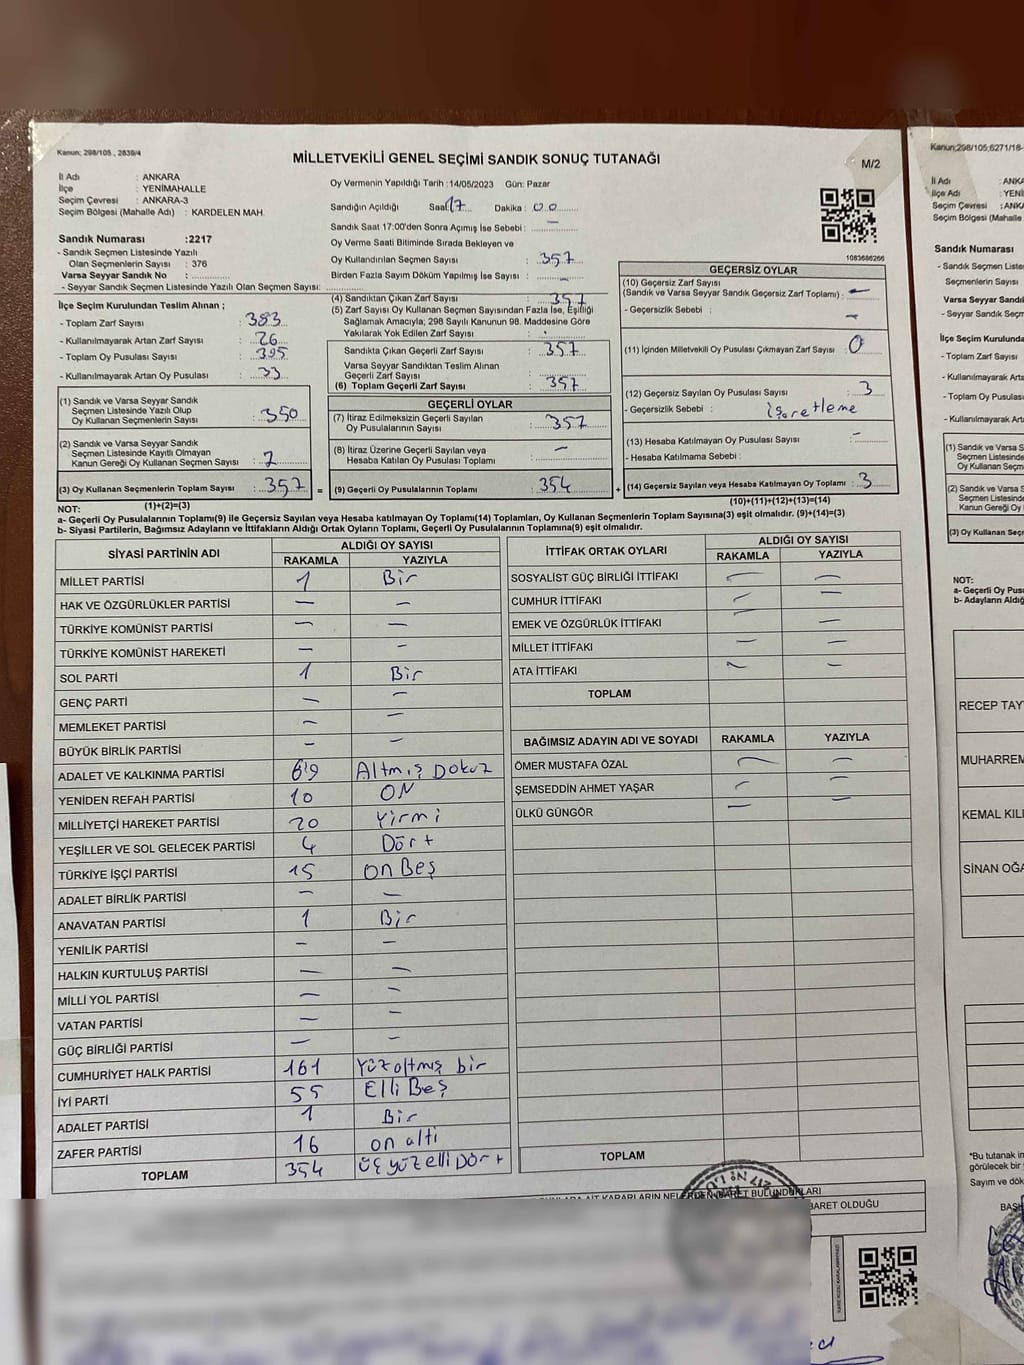 Kanun: 298/105 , 2839/4
MİLLETVEKİLİ GENEL SEÇİMİ SANDIK SONUÇ TUTANAĞI
M/2
İl Adı : ANKARA
İlçe : YENİMAHALLE
Seçim Çevresi : ANKARA-3
Seçim Bölgesi (Mahalle Adı) : KARDELEN MAH.
Sandık Numarası :2217
- Sandık Seçmen Listesinde Yazılı
Olan Seçmenlerin Sayısı : 376
Varsa Seyyar Sandık No :
- Seyyar Sandık Seçmen Listesinde Yazılı Olan Seçmen Sayısı:
Oy Vermenin Yapıldığı Tarih :14/05/2023 Gün: Pazar
Sandığın Açıldığı Saat:17 Dakika : 00
Sandık Saat 17:00'den Sonra Açımış İse Sebebi : —
Oy Verme Saati Bitiminde Sırada Bekleyen ve
Oy Kullandırılan Seçmen Sayısı : 357
Birden Fazla Sayım Döküm Yapılmış İse Sayısı : —
1083686266
İlçe Seçim Kurulundan Teslim Alınan ;
- Toplam Zarf Sayısı : 383
- Kullanılmayarak Artan Zarf Sayısı : 26
- Toplam Oy Pusulası Sayısı : 395
- Kullanılmayarak Artan Oy Pusulası : 33
(1) Sandık ve Varsa Seyyar Sandık
Seçmen Listesinde Yazılı Olup
Oy Kullanan Seçmenlerin Sayısı : 350
(2) Sandık ve Varsa Seyyar Sandık
Seçmen Listesinde Kayıtlı Olmayan
Kanun Gereği Oy Kullanan Seçmen Sayısı : 7
(3) Oy Kullanan Seçmenlerin Toplam Sayısı : 357 =
(1)+(2)=(3)
(4) Sandıktan Çıkan Zarf Sayısı : 357
(5) Zarf Sayısı Oy Kullanan Seçmen Sayısından Fazla İse, Eşitliği
Sağlamak Amacıyla; 298 Sayılı Kanunun 98. Maddesine Göre
Yakılarak Yok Edilen Zarf Sayısı :
Sandıkta Çıkan Geçerli Zarf Sayısı : 357
Varsa Seyyar Sandıktan Teslim Alınan
Geçerli Zarf Sayısı :
(6) Toplam Geçerli Zarf Sayısı : 357
GEÇERLİ OYLAR
(7) İtiraz Edilmeksizin Geçerli Sayılan
Oy Pusulalarının Sayısı : 357
(8) İtiraz Üzerine Geçerli Sayılan veya
Hesaba Katılan Oy Pusulası Toplamı : —
(9) Geçerli Oy Pusulalarının Toplamı : 354 +
GEÇERSİZ OYLAR
(10) Geçersiz Zarf Sayısı
(Sandık ve Varsa Seyyar Sandık Geçersiz Zarf Toplamı) : —
- Geçersizlik Sebebi : —
(11) İçinden Milletvekili Oy Pusulası Çıkmayan Zarf Sayısı : 0
(12) Geçersiz Sayılan Oy Pusulası Sayısı : 3
- Geçersizlik Sebebi : işaretleme
(13) Hesaba Katılmayan Oy Pusulası Sayısı : —
- Hesaba Katılmama Sebebi :
(14) Geçersiz Sayılan veya Hesaba Katılmayan Oy Toplamı : 3
(10)+(11)+(12)+(13)=(14)
NOT:
a- Geçerli Oy Pusulalarının Toplamı(9) ile Geçersiz Sayılan veya Hesaba katılmayan Oy Toplamı(14) Toplamları, Oy Kullanan Seçmenlerin Toplam Sayısına(3) eşit olmalıdır. (9)+(14)=(3)
b- Siyasi Partilerin, Bağımsız Adayların ve İttifakların Aldığı Ortak Oyların Toplamı, Geçerli Oy Pusulalarının Toplamına(9) eşit olmalıdır.
SİYASİ PARTİNİN ADI ALDIĞI OY SAYISI
RAKAMLA YAZIYLA
MİLLET PARTİSİ 1 Bir
HAK VE ÖZGÜRLÜKLER PARTİSİ — —
TÜRKİYE KOMÜNİST PARTİSİ — —
TÜRKİYE KOMÜNİST HAREKETİ — —
SOL PARTİ 1 Bir
GENÇ PARTİ — —
MEMLEKET PARTİSİ — —
BÜYÜK BİRLİK PARTİSİ — —
ADALET VE KALKINMA PARTİSİ 69 Altmış Dokuz
YENİDEN REFAH PARTİSİ 10 ON
MİLLİYETÇİ HAREKET PARTİSİ 20 Yirmi
YEŞİLLER VE SOL GELECEK PARTİSİ 4 Dört
TÜRKİYE İŞÇİ PARTİSİ 15 on Beş
ADALET BİRLİK PARTİSİ — —
ANAVATAN PARTİSİ 1 Bir
YENİLİK PARTİSİ — —
HALKIN KURTULUŞ PARTİSİ — —
MİLLİ YOL PARTİSİ — —
VATAN PARTİSİ — —
GÜÇ BİRLİĞİ PARTİSİ — —
CUMHURİYET HALK PARTİSİ 161 Yüz altmış bir
İYİ PARTİ 55 Elli Beş
ADALET PARTİSİ 1 Bir
ZAFER PARTİSİ 16 on altı
TOPLAM 354 üç yüz elli Dört
İTTİFAK ORTAK OYLARI ALDIĞI OY SAYISI
RAKAMLA YAZIYLA
SOSYALİST GÜÇ BİRLİĞİ İTTİFAKI — —
CUMHUR İTTİFAKI — —
EMEK VE ÖZGÜRLÜK İTTİFAKI — —
MİLLET İTTİFAKI — —
ATA İTTİFAKI — —
TOPLAM
BAĞIMSIZ ADAYIN ADI VE SOYADI RAKAMLA YAZIYLA
ÖMER MUSTAFA ÖZAL — —
ŞEMSEDDİN AHMET YAŞAR — —
ÜLKÜ GÜNGÖR — —
TOPLAM
KARARLARIN NELERDEN İBARET BULUNDUKLARI
İBARET OLDUĞU
Kanun;298/105;6271/16-
İl Adı : ANKA
İlçe Adı : YENİ
Seçim Çevresi : ANKA
Seçim Bölgesi (Mahalle
Sandık Numarası
- Sandık Seçmen Liste
Seçmenlerin Sayısı
Varsa Seyyar Sandık
- Seyyar Sandık Seçme
İlçe Seçim Kurulunda
- Toplam Zarf Sayısı
- Kullanılmayarak Artan
- Toplam Oy Pusulası
- Kullanılmayarak Artan
(1) Sandık ve Varsa
Seçmen Listesinde
Oy Kullanan Seçme
(2) Sandık ve Varsa
Seçmen Listesinde
Kanun Gereği Oy K
(3) Oy Kullanan Seçm
NOT:
a- Geçerli Oy Pusu
b- Adayların Aldığ
RECEP TAY
MUHARREM
KEMAL KILI
SİNAN OĞA
*Bu tutanak in
görülecek bir
Sayım ve dök
BAŞ